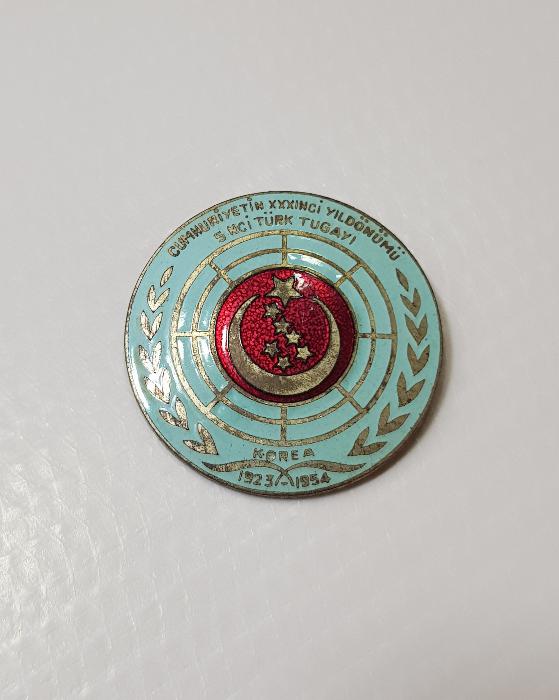 CUMHURİYETİN XXXINCİ YILDÖNÜMÜ
5 NCİ TÜRK TUGAYI
KOREA
1923-1954